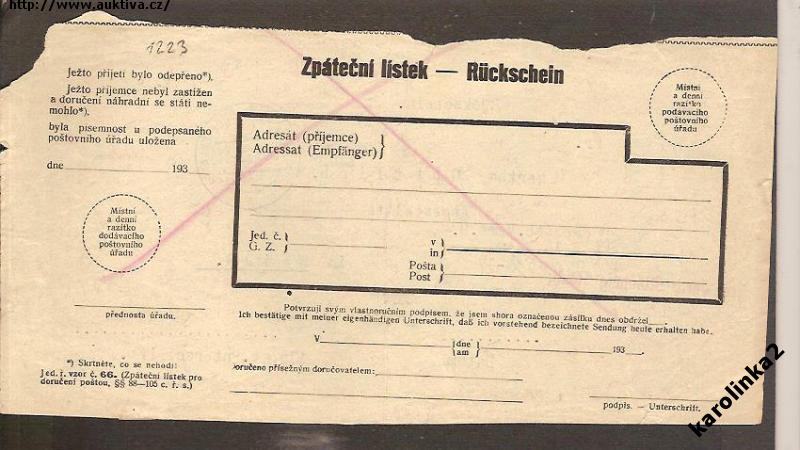 http://www.auktiva.cz/
1223
Zpáteční lístek — Rückschein
Ježto přijetí bylo odepřeno*).
Ježto příjemce nebyl zastižen
a doručení náhradní se státi ne-
mohlo*).
byla písemnost u podepsaného
poštovního úřadu uložena
dne 193
Místní
a denní
razítko
dodávacího
poštovního
úřadu
přednosta úřadu.
*) Skrtněte, co se nehodí!
Jed. ř. vzor č. 66. (Zpáteční lístek pro
doručení poštou, §§ 88—105 c. ř. s.)
Místní
a denní
razítko
podávacího
poštovního
úřadu
Adresát (příjemce)
Adressat (Empfänger)
Jed. č.
G. Z.
v
in
Pošta
Post
Potvrzuji svým vlastnoručním podpisem, že jsem shora označenou zásilku dnes obdržel
Ich bestätige mit meiner eigenhändigen Unterschrift, daß ich vorstehend bezeichnete Sendung heute erhalten habe.
V dne 193
am
Doručeno přísežným doručovatelem:
podpis. — Unterschrift.
karolinka2